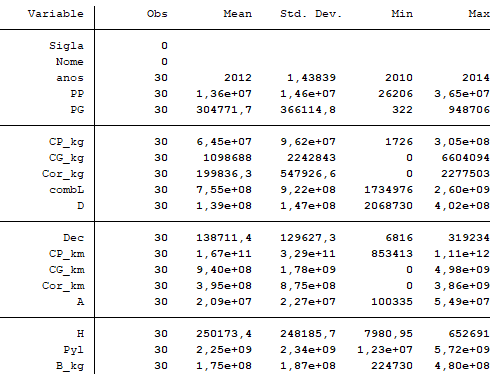 Variable Obs Mean Std. Dev. Min Max
Sigla 0
Nome 0
anos 30 2012 1,43839 2010 2014
PP 30 1,36e+07 1,46e+07 26206 3,65e+07
PG 30 304771,7 366114,8 322 948706
CP_kg 30 6,45e+07 9,62e+07 1726 3,05e+08
CG_kg 30 1098688 2242843 0 6604094
Cor_kg 30 199836,3 547926,6 0 2277503
combL 30 7,55e+08 9,22e+08 1734976 2,60e+09
D 30 1,39e+08 1,47e+08 2068730 4,02e+08
Dec 30 138711,4 129627,3 6816 319234
CP_km 30 1,67e+11 3,29e+11 853413 1,11e+12
CG_km 30 9,40e+08 1,78e+09 0 4,98e+09
Cor_km 30 3,95e+08 8,75e+08 0 3,86e+09
A 30 2,09e+07 2,27e+07 100335 5,49e+07
H 30 250173,4 248185,7 7980,95 652691
Pyl 30 2,25e+09 2,34e+09 1,23e+07 5,72e+09
B_kg 30 1,75e+08 1,87e+08 224730 4,80e+08